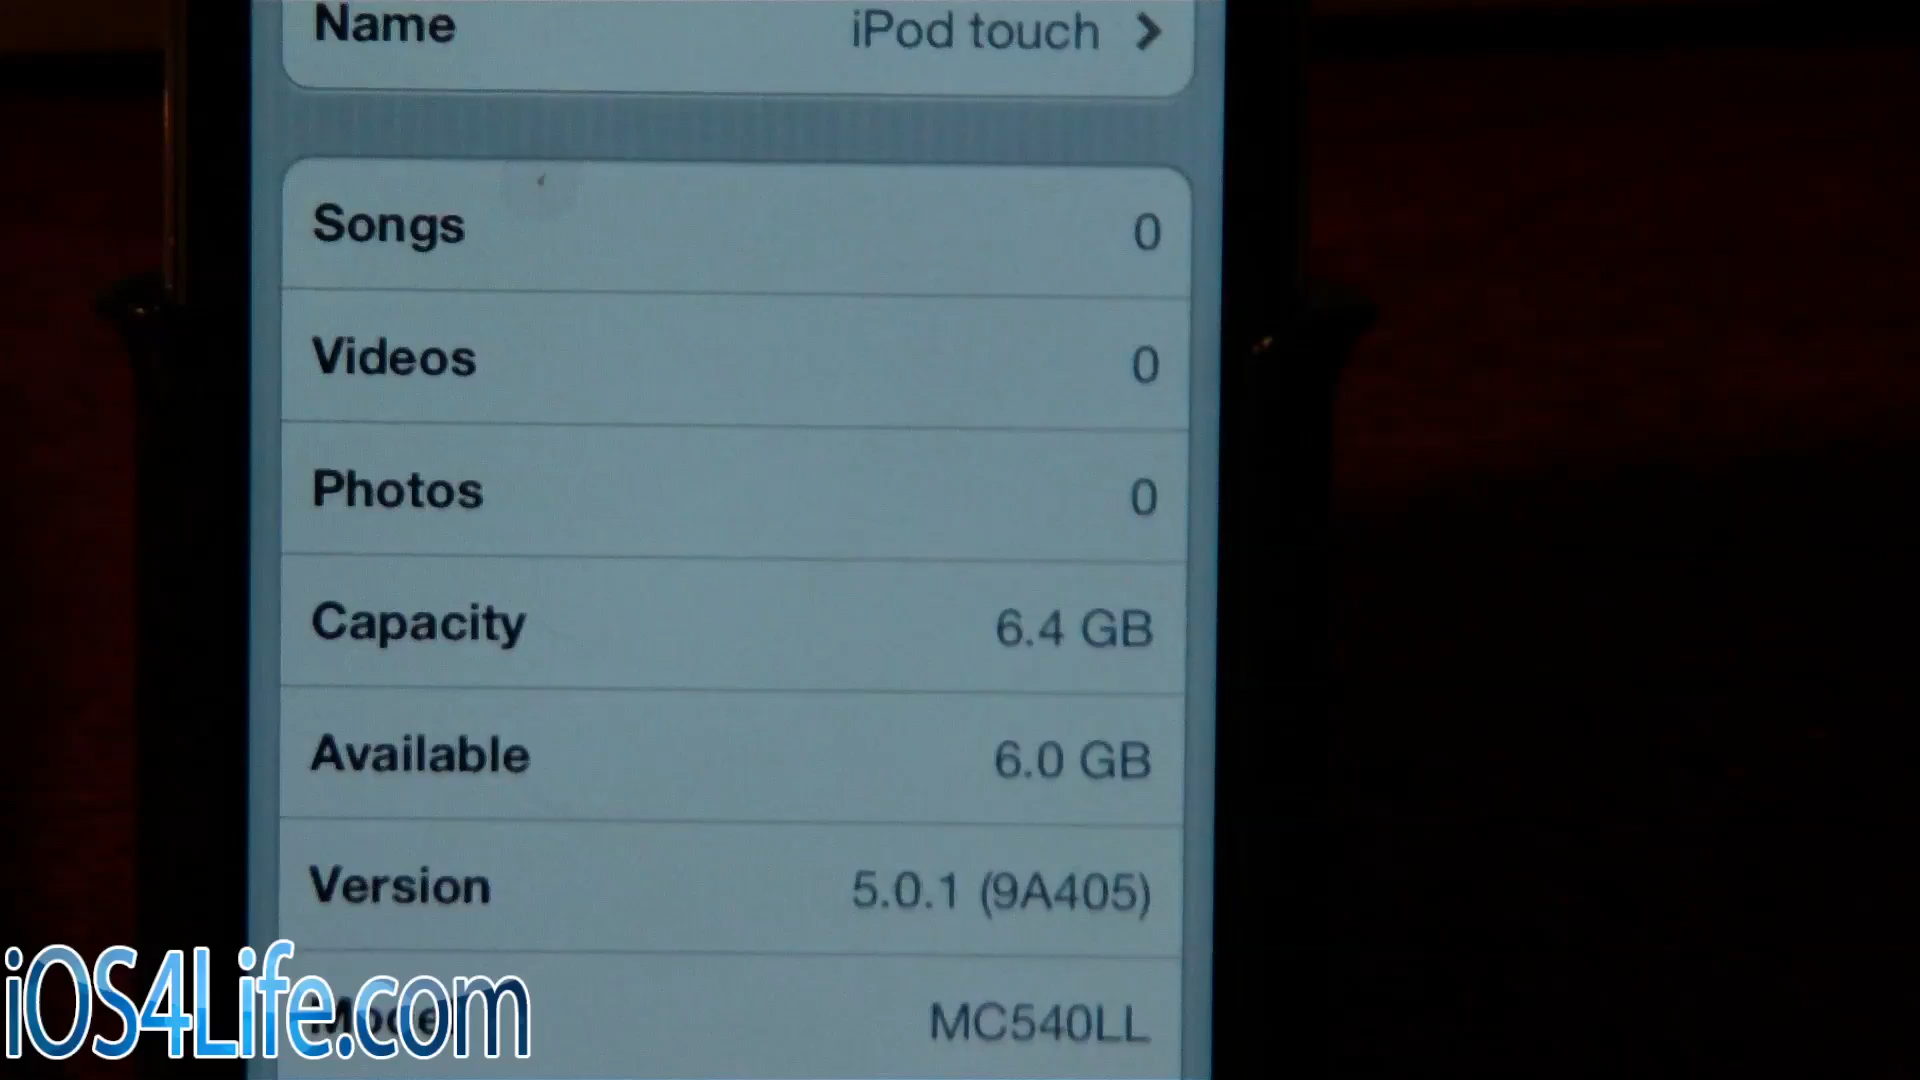 Name iPod touch
Songs 0
Videos 0
Photos 0
Capacity 6.4 GB
Available 6.0 GB
Version 5.0.1 (9A405)
Model MC540LL
iOS4Life.com